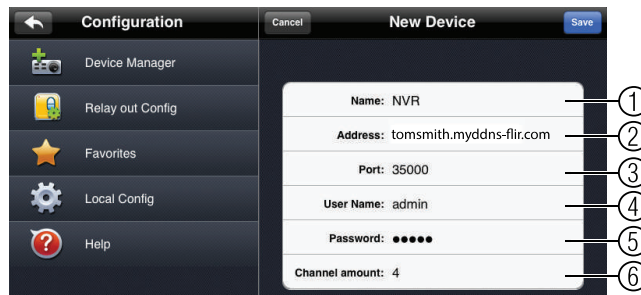 Configuration
Device Manager
Relay out Config
Favorites
Local Config
Help
Cancel
New Device
Save
Name: NVR
1
Address: tomsmith.myddns-flir.com
2
Port: 35000
3
User Name: admin
4
Password: ●●●●●
5
Channel amount: 4
6